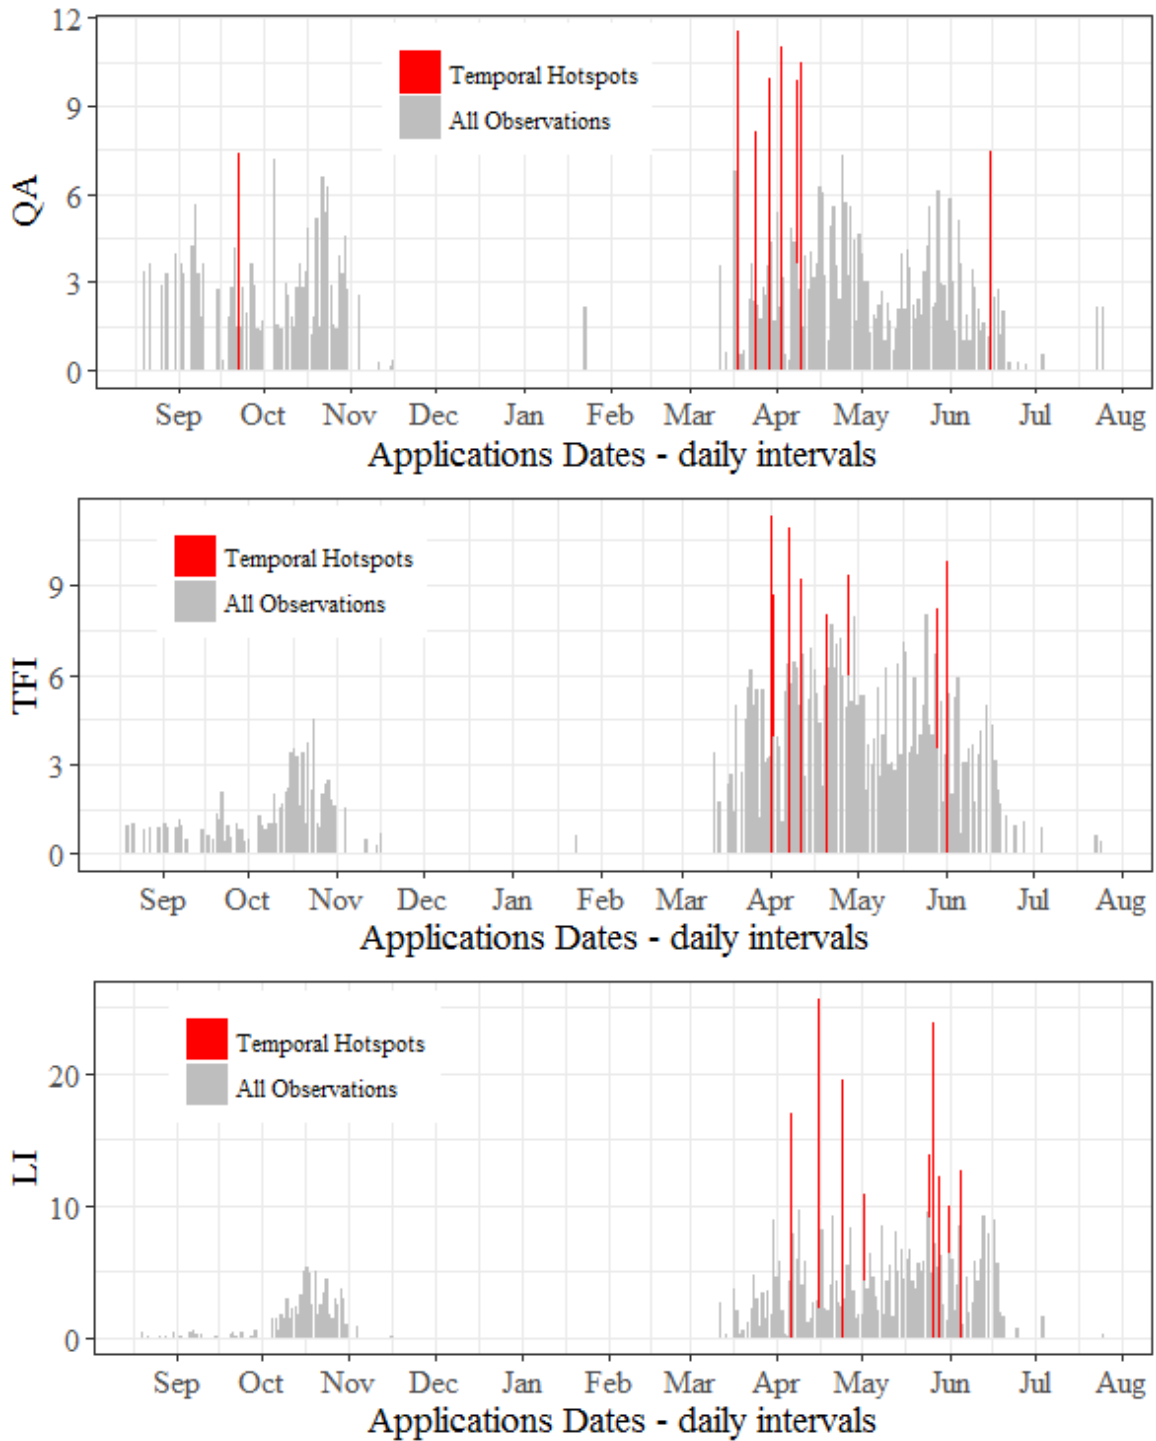 12
9
6
3
0
QA
Temporal Hotspots
All Observations
Sep Oct Nov Dec Jan Feb Mar Apr May Jun Jul Aug
Applications Dates - daily intervals
9
6
3
0
TFI
Temporal Hotspots
All Observations
Sep Oct Nov Dec Jan Feb Mar Apr May Jun Jul Aug
Applications Dates - daily intervals
20
10
0
LI
Temporal Hotspots
All Observations
Sep Oct Nov Dec Jan Feb Mar Apr May Jun Jul Aug
Applications Dates - daily intervals